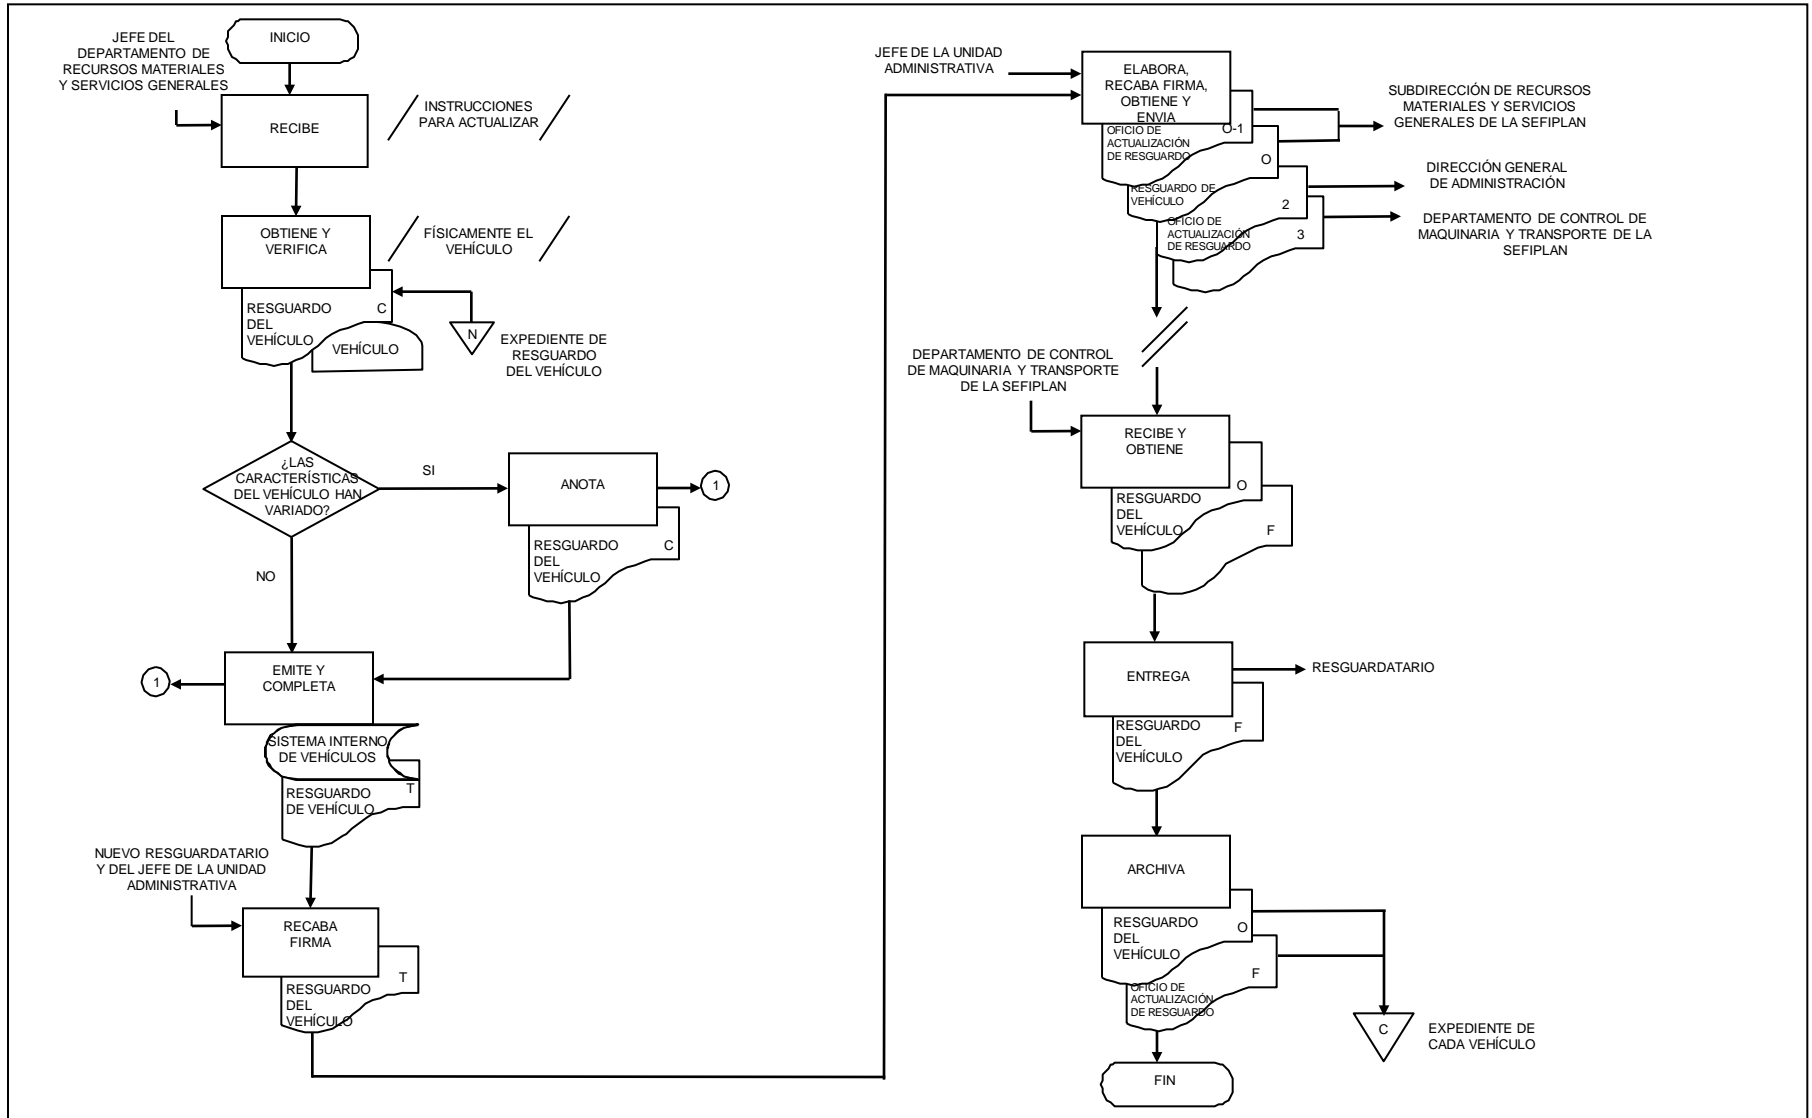 INICIO
JEFE DEL
DEPARTAMENTO DE
RECURSOS MATERIALES
Y SERVICIOS GENERALES
RECIBE
INSTRUCCIONES
PARA ACTUALIZAR
OBTIENE Y
VERIFICA
FÍSICAMENTE EL
VEHÍCULO
RESGUARDO
DEL
VEHÍCULO
C
VEHÍCULO
N
EXPEDIENTE DE
RESGUARDO
DEL VEHÍCULO
¿LAS
CARACTERÍSTICAS
DEL VEHÍCULO HAN
VARIADO?
SI
ANOTA
1
RESGUARDO
DEL
VEHÍCULO
C
NO
EMITE Y
COMPLETA
1
SISTEMA INTERNO
DE VEHÍCULOS
RESGUARDO
DE VEHÍCULO
T
NUEVO RESGUARDATARIO
Y DEL JEFE DE LA UNIDAD
ADMINISTRATIVA
RECABA
FIRMA
T
RESGUARDO
DEL
VEHÍCULO
JEFE DE LA UNIDAD
ADMINISTRATIVA
ELABORA,
RECABA FIRMA,
OBTIENE Y
ENVIA
OFICIO DE
ACTUALIZACIÓN
DE RESGUARDO
O-1
SUBDIRECCIÓN DE RECURSOS
MATERIALES Y SERVICIOS
GENERALES DE LA SEFIPLAN
RESGUARDO DE
VEHÍCULO
O
DIRECCIÓN GENERAL
DE ADMINISTRACIÓN
OFICIO DE
ACTUALIZACIÓN
DE RESGUARDO
2
3
DEPARTAMENTO DE CONTROL DE
MAQUINARIA Y TRANSPORTE DE LA
SEFIPLAN
DEPARTAMENTO DE CONTROL
DE MAQUINARIA Y TRANSPORTE
DE LA SEFIPLAN
RECIBE Y
OBTIENE
RESGUARDO
DEL
VEHÍCULO
O
F
ENTREGA
RESGUARDATARIO
RESGUARDO
DEL
VEHÍCULO
F
ARCHIVA
RESGUARDO
DEL
VEHÍCULO
O
F
OFICIO DE
ACTUALIZACIÓN
DE RESGUARDO
C
EXPEDIENTE DE
CADA VEHÍCULO
FIN